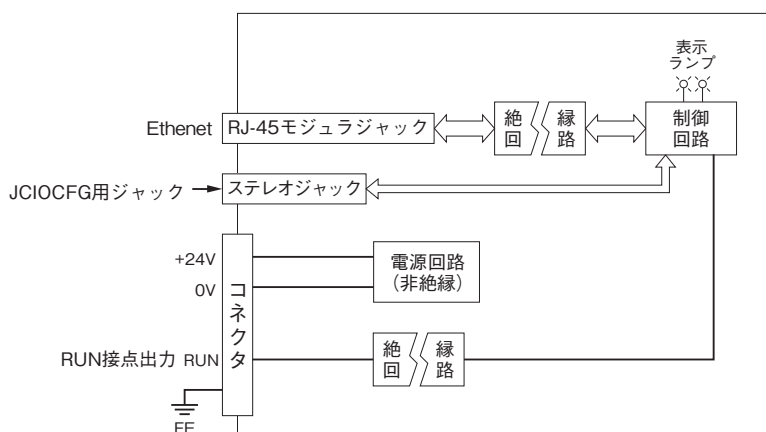 表示
ランプ
Ethenet
RJ-45モジュラジャック
絶 縁
回 路
制御
回路
JCIOCFG用ジャック
ステレオジャック
+24V
0V
コネクタ
電源回路
(非絶縁)
RUN接点出力 RUN
絶 縁
回 路
FE